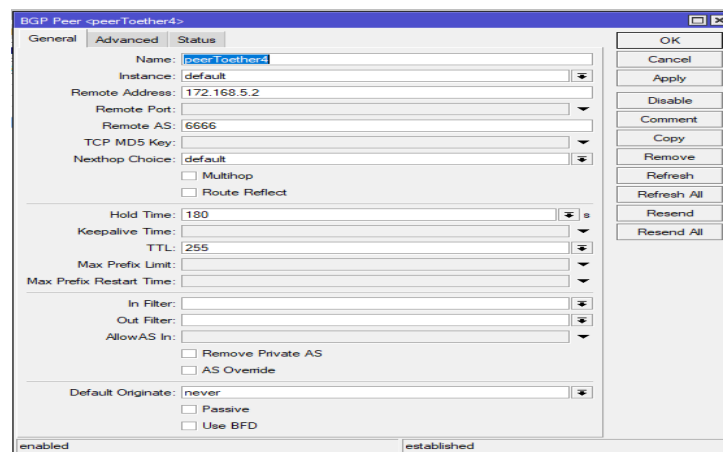 BGP Peer <peerToether4>
General Advanced Status
Name: peerToether4
Instance: default
Remote Address: 172.168.5.2
Remote Port:
Remote AS: 6666
TCP MD5 Key:
Nexthop Choice: default
Multihop
Route Reflect
Hold Time: 180 s
Keepalive Time:
TTL: 255
Max Prefix Limit:
Max Prefix Restart Time:
In Filter:
Out Filter:
AllowAS In:
Remove Private AS
AS Override
Default Originate: never
Passive
Use BFD
OK
Cancel
Apply
Disable
Comment
Copy
Remove
Refresh
Refresh All
Resend
Resend All
enabled established